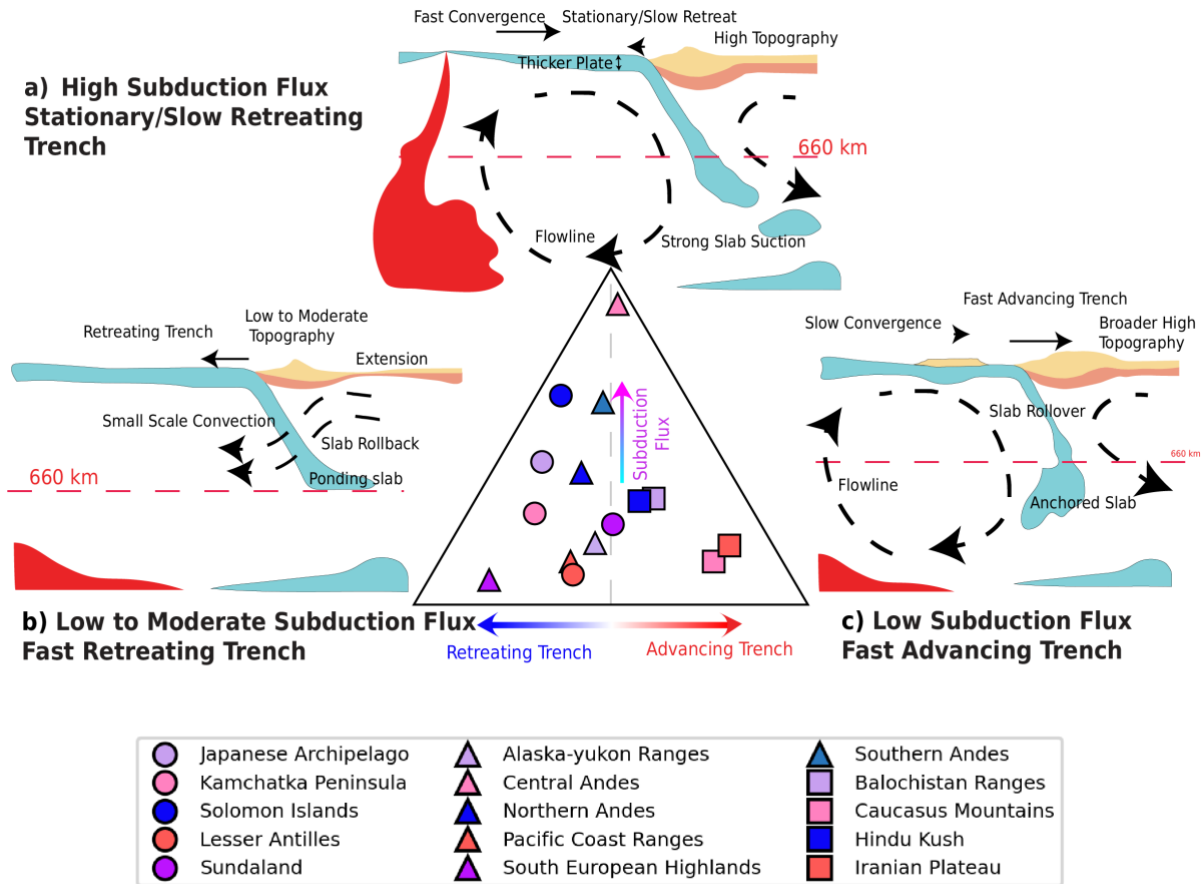 Fast Convergence
Stationary/Slow Retreat
High Topography
Thicker Plate
a) High Subduction Flux
Stationary/Slow Retreating
Trench
660 km
Flowline
Strong Slab Suction
Retreating Trench
Low to Moderate
Topography
Extension
Small Scale Convection
Slab Rollback
Ponding slab
660 km
b) Low to Moderate Subduction Flux
Fast Retreating Trench
Subduction
Flux
Retreating Trench
Advancing Trench
Fast Advancing Trench
Slow Convergence
Broader High
Topography
Slab Rollover
660 km
Flowline
Anchored Slab
c) Low Subduction Flux
Fast Advancing Trench
Japanese Archipelago
Kamchatka Peninsula
Solomon Islands
Lesser Antilles
Sundaland
Alaska-yukon Ranges
Central Andes
Northern Andes
Pacific Coast Ranges
South European Highlands
Southern Andes
Balochistan Ranges
Caucasus Mountains
Hindu Kush
Iranian Plateau